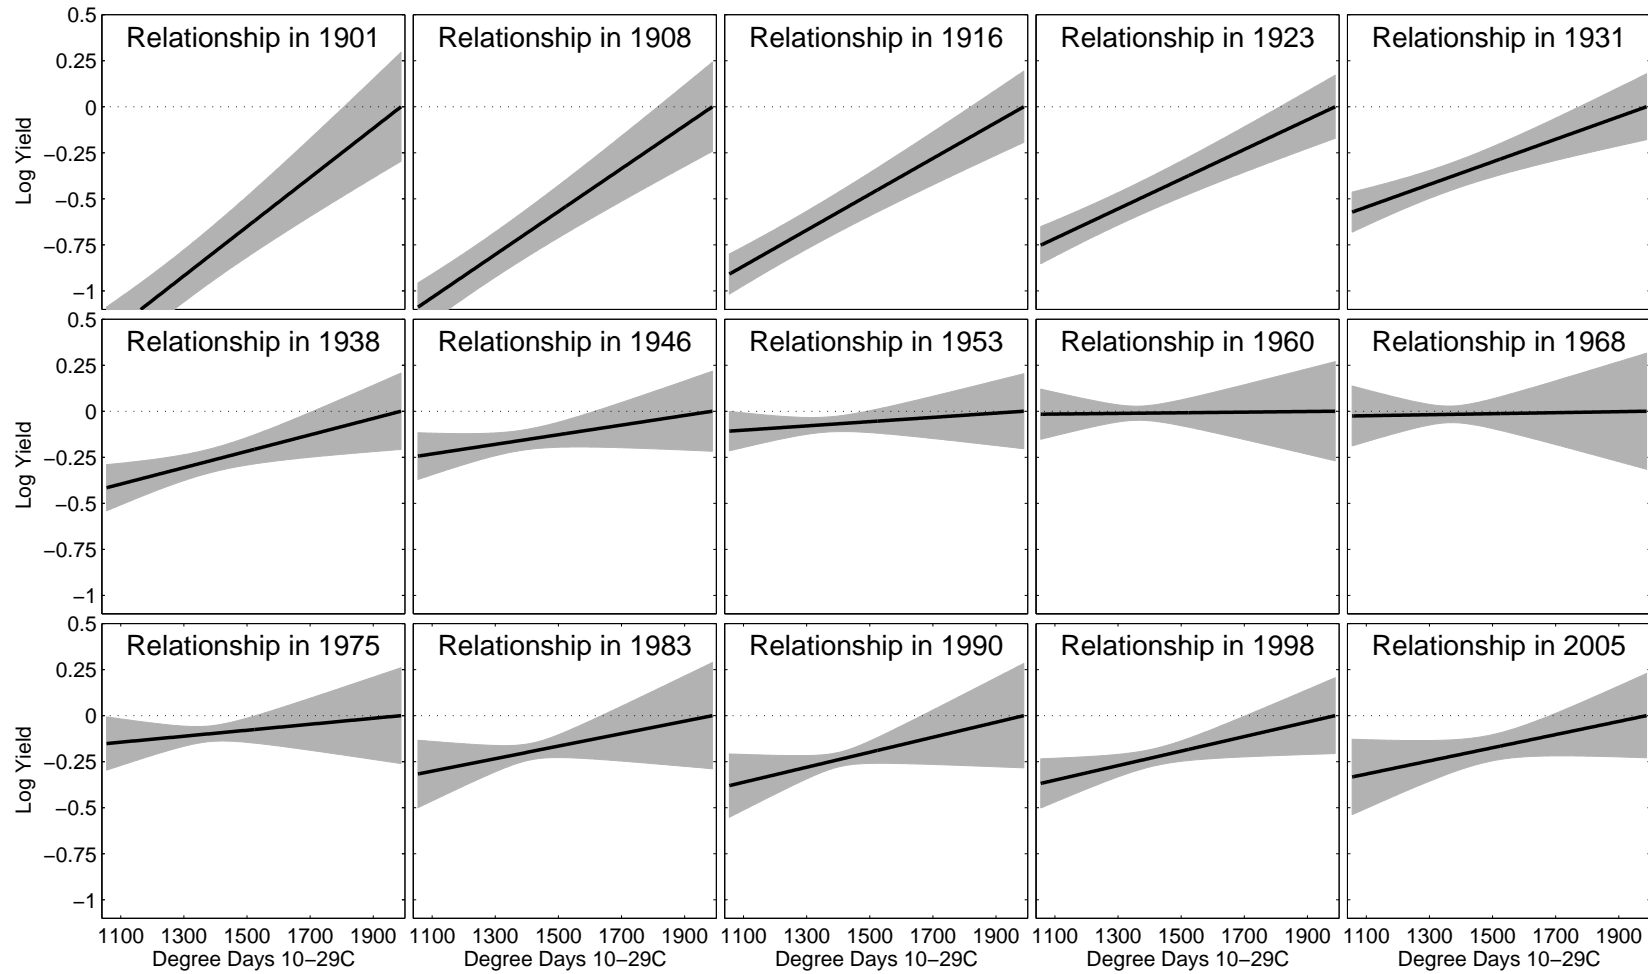 Relationship in 1901 Relationship in 1908 Relationship in 1916 Relationship in 1923 Relationship in 1931
0.5
0.25
0
−0.25
−0.5
−0.75
−1
Log Yield
Relationship in 1938 Relationship in 1946 Relationship in 1953 Relationship in 1960 Relationship in 1968
0.5
0.25
0
−0.25
−0.5
−0.75
−1
Log Yield
Relationship in 1975 Relationship in 1983 Relationship in 1990 Relationship in 1998 Relationship in 2005
0.5
0.25
0
−0.25
−0.5
−0.75
−1
Log Yield
1100 1300 1500 1700 1900 1100 1300 1500 1700 1900 1100 1300 1500 1700 1900 1100 1300 1500 1700 1900 1100 1300 1500 1700 1900
Degree Days 10−29C Degree Days 10−29C Degree Days 10−29C Degree Days 10−29C Degree Days 10−29C